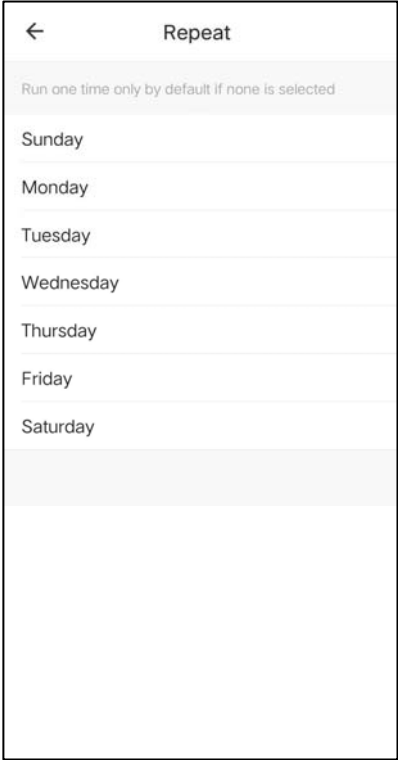 Repeat
Run one time only by default if none is selected
Sunday
Monday
Tuesday
Wednesday
Thursday
Friday
Saturday